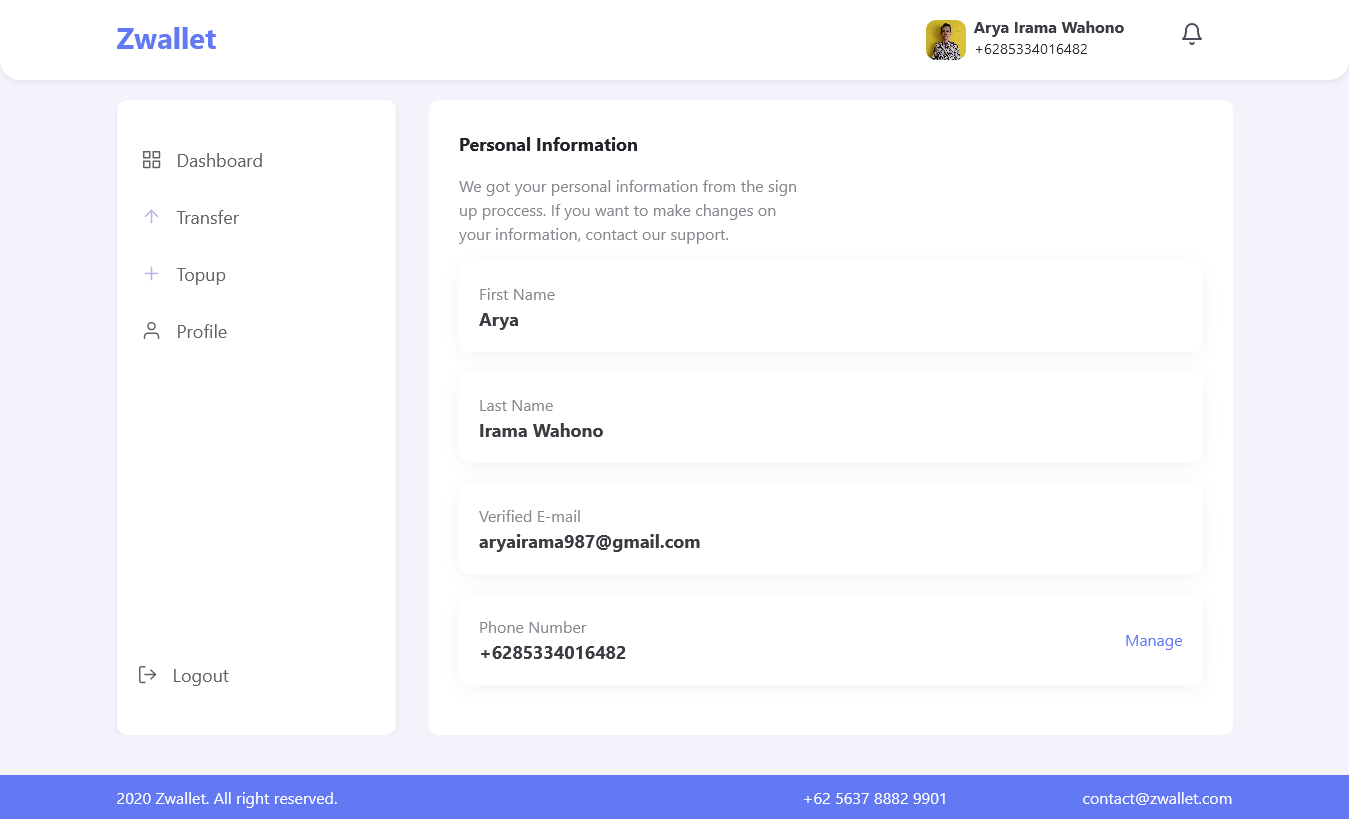 Zwallet
Arya Irama Wahono
+6285334016482
Dashboard
Transfer
Topup
Profile
Logout
Personal Information
We got your personal information from the sign
up proccess. If you want to make changes on
your information, contact our support.
First Name
Arya
Last Name
Irama Wahono
Verified E-mail
aryairama987@gmail.com
Phone Number
+6285334016482
Manage
2020 Zwallet. All right reserved.
+62 5637 8882 9901
contact@zwallet.com